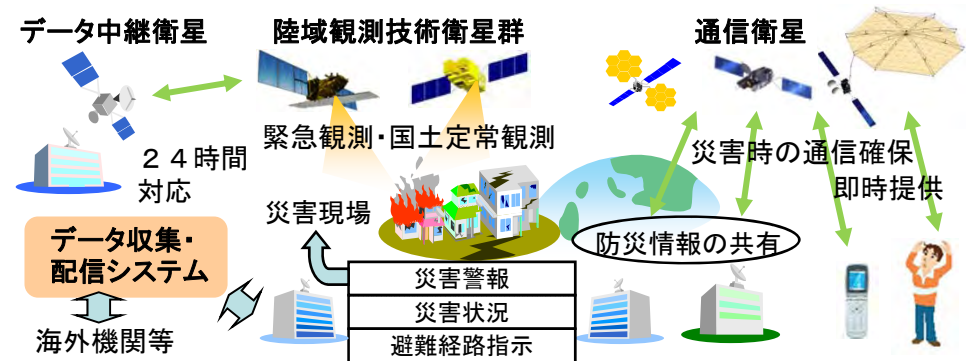 データ中継衛星
陸域観測技術衛星群
通信衛星
緊急観測・国土定常観測
２４時間
対応
災害時の通信確保
即時提供
災害現場
データ収集・
配信システム
防災情報の共有
災害警報
災害状況
避難経路指示
海外機関等